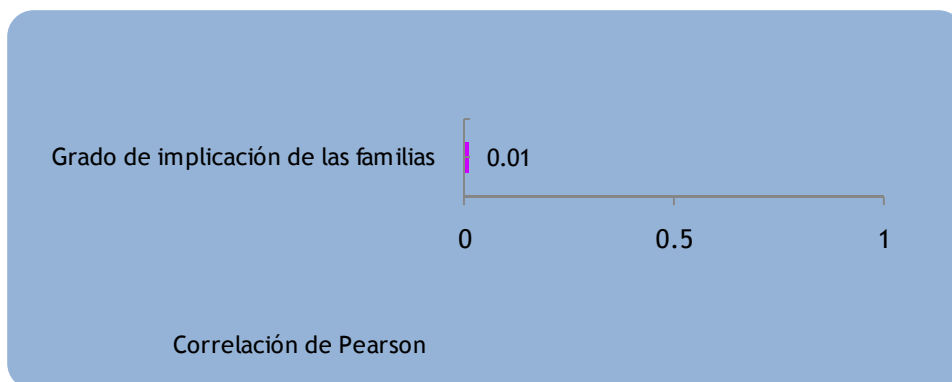 Grado de implicación de las familias 0.01
0 0.5 1
Correlación de Pearson